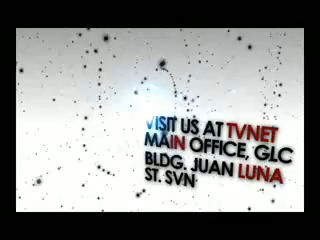 VISIT US AT TVNET
MAIN OFFICE, GLC
BLDG. JUAN LUNA
ST. SVN